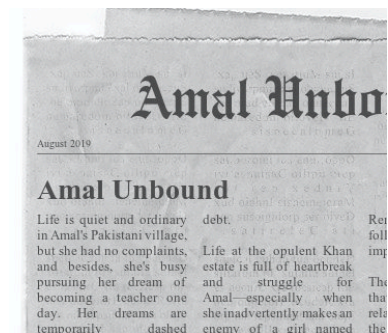 Amal Unbo
August 2019
Amal Unbound
Life is quiet and ordinary
in Amal's Pakistani village,
but she had no complaints,
and besides, she's busy
pursuing her dream of
becoming a teacher one
day. Her dreams are
temporarily dashed
debt.
Life at the opulent Khan
estate is full of heartbreak
and struggle for
Amal—especially when
she inadvertently makes an
enemy of a girl named